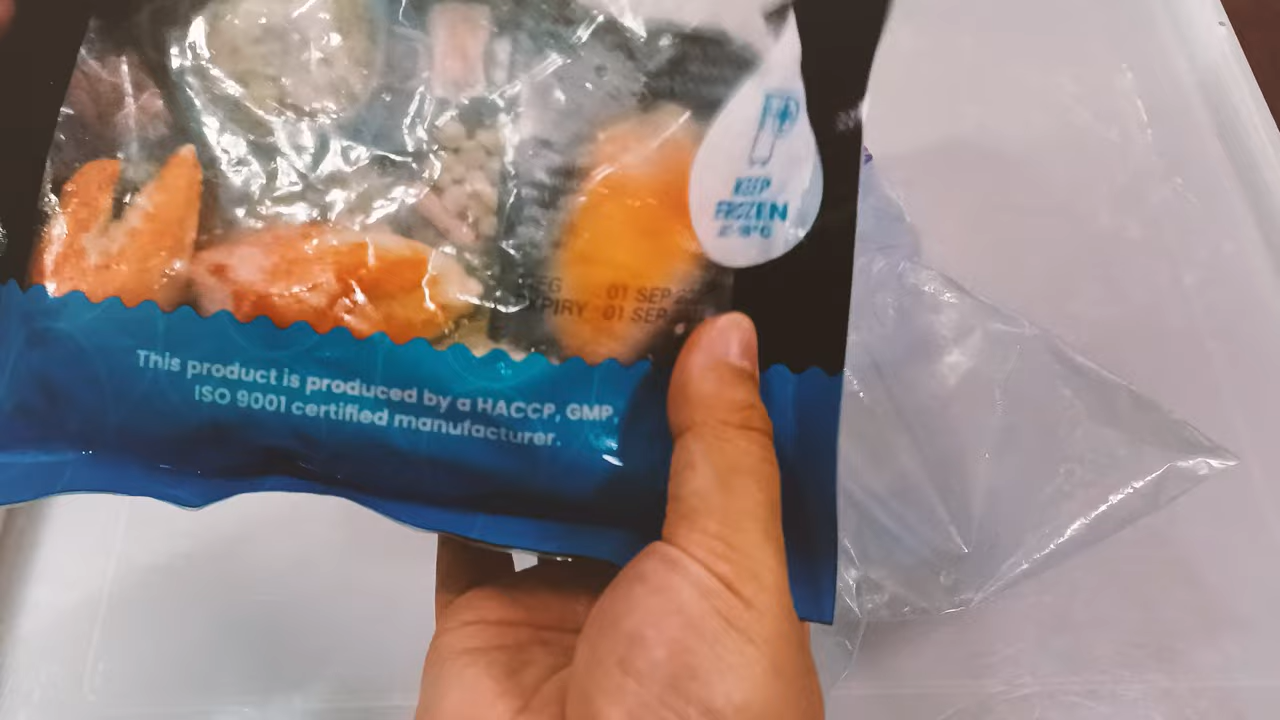 KEEP
FROZEN
01 SEP
EXPIRY 01 SEP
This product is produced by a HACCP, GMP,
ISO 9001 certified manufacturer.